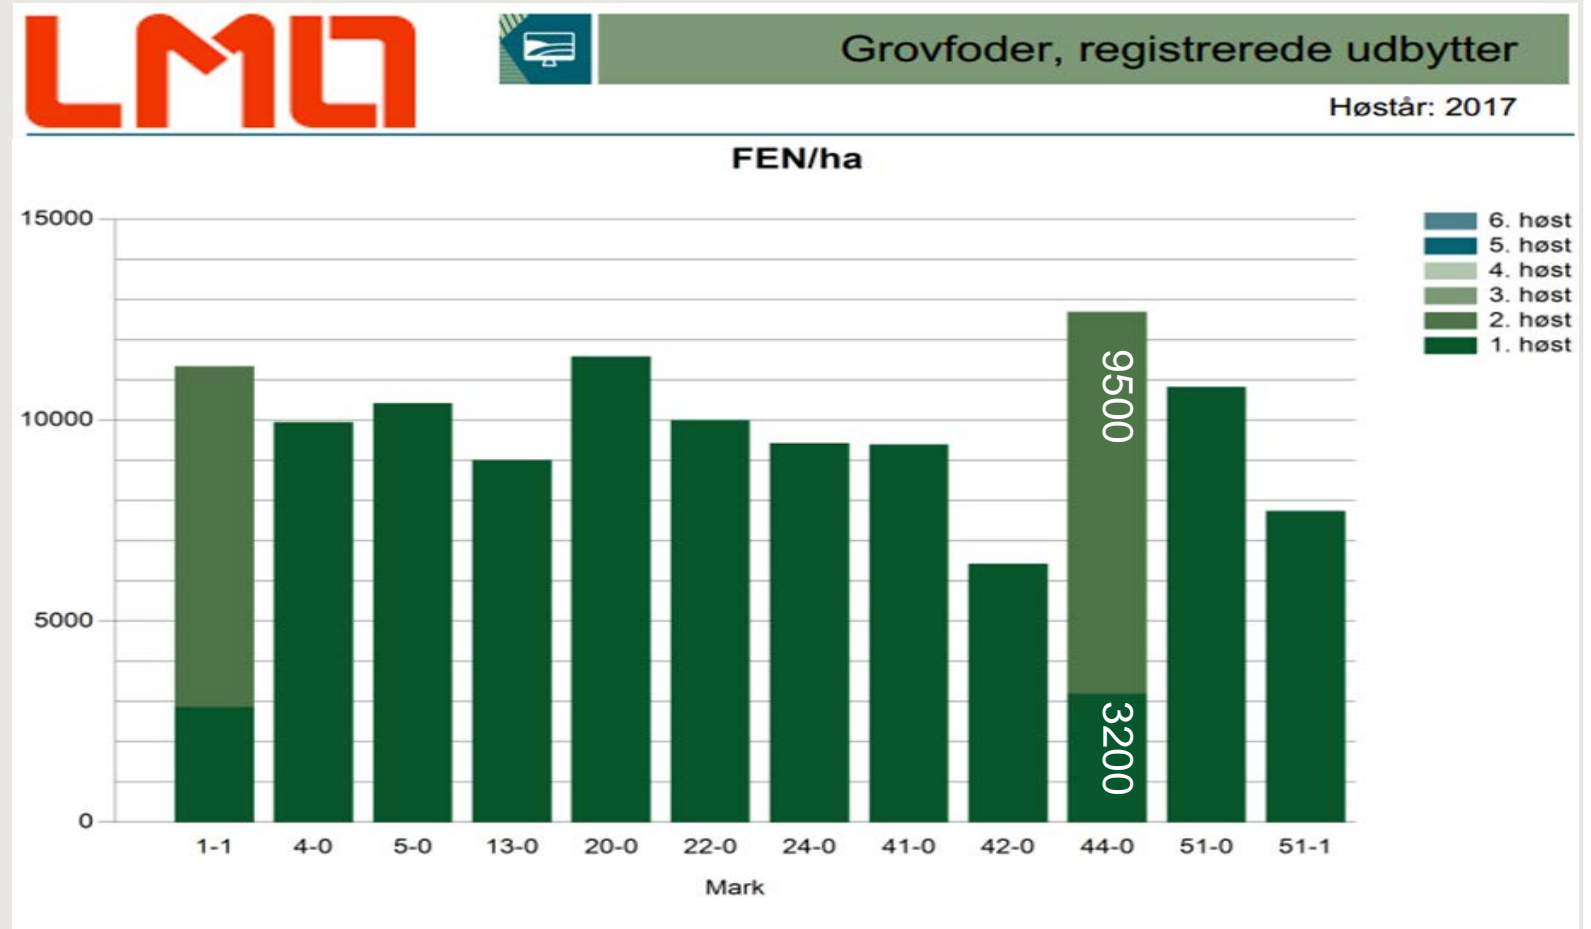 LMO
Grovfoder, registrerede udbytter
Høstår: 2017
FEN/ha
15000
10000
5000
0
9500
3200
1-1 4-0 5-0 13-0 20-0 22-0 24-0 41-0 42-0 44-0 51-0 51-1
Mark
6. høst
5. høst
4. høst
3. høst
2. høst
1. høst